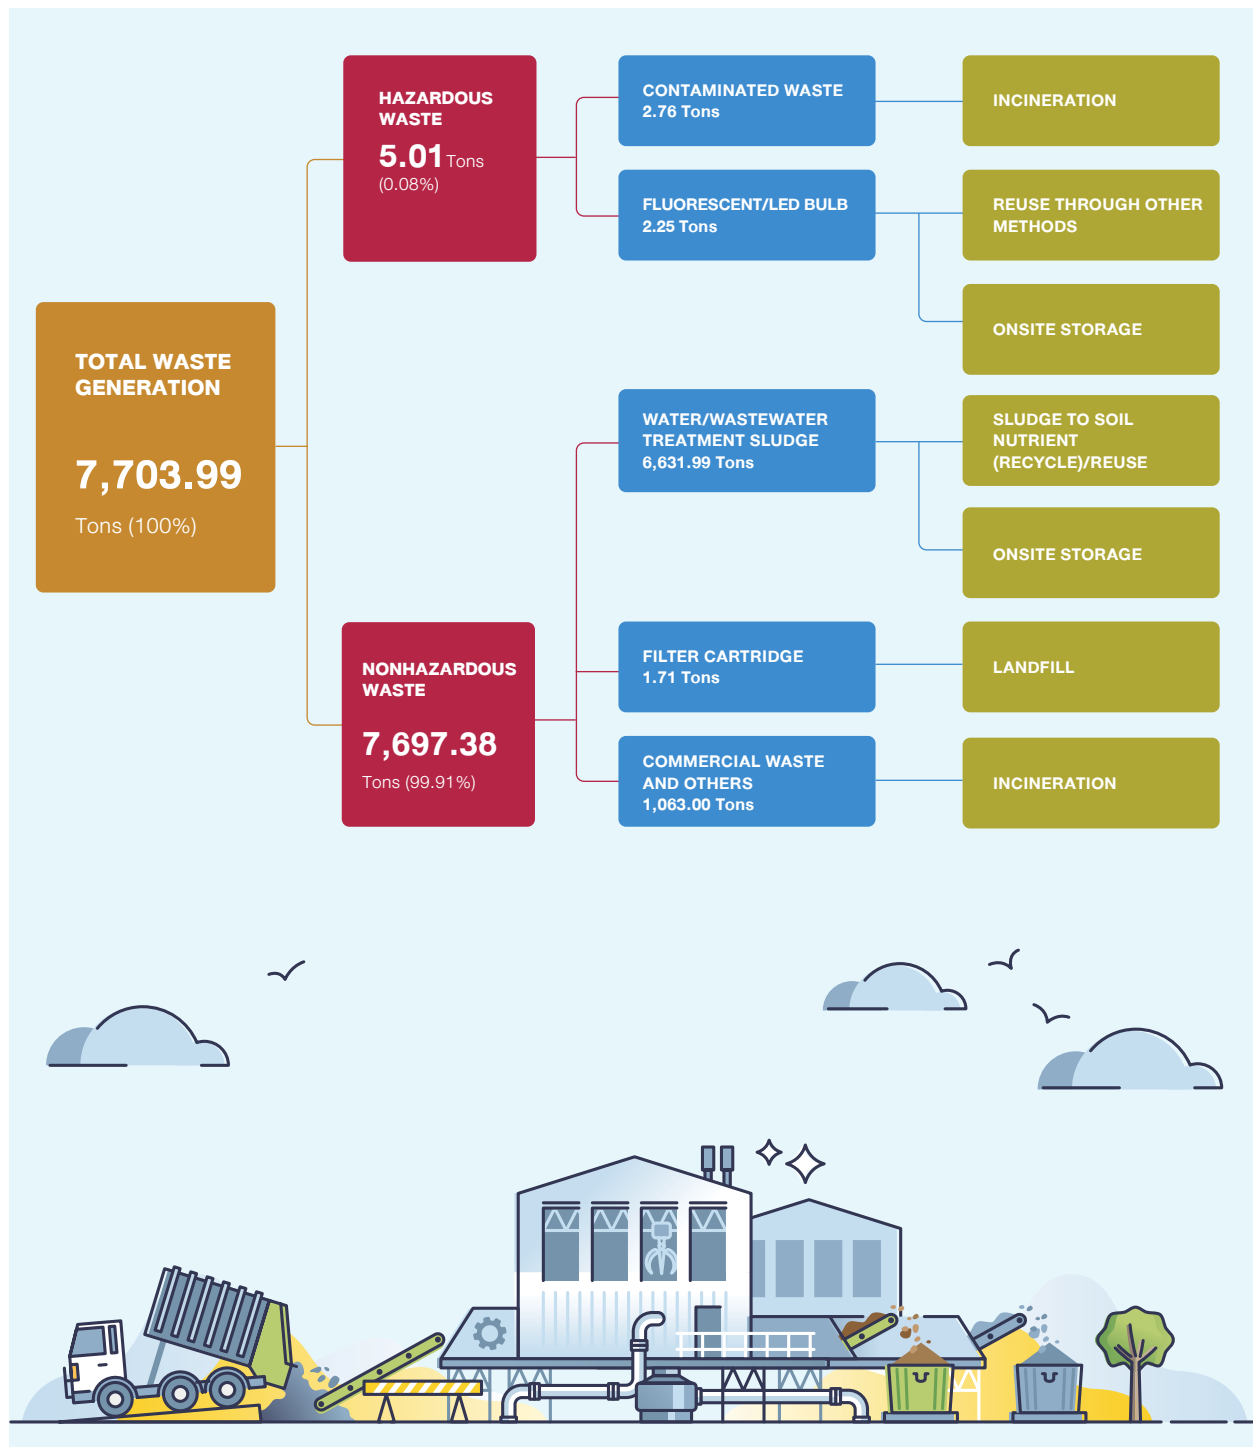 TOTAL WASTE
GENERATION
7,703.99
Tons (100%)
HAZARDOUS
WASTE
5.01 Tons
(0.08%)
CONTAMINATED WASTE
2.76 Tons
INCINERATION
FLUORESCENT/LED BULB
2.25 Tons
REUSE THROUGH OTHER
METHODS
ONSITE STORAGE
NONHAZARDOUS
WASTE
7,697.38
Tons (99.91%)
WATER/WASTEWATER
TREATMENT SLUDGE
6,631.99 Tons
SLUDGE TO SOIL
NUTRIENT
(RECYCLE)/REUSE
ONSITE STORAGE
FILTER CARTRIDGE
1.71 Tons
LANDFILL
COMMERCIAL WASTE
AND OTHERS
1,063.00 Tons
INCINERATION